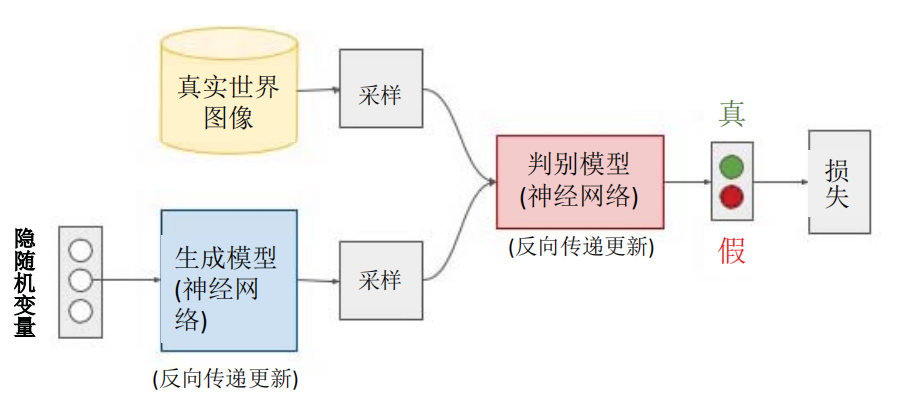 真实世界
图像
采样
真
判别模型
(神经网络)
(反向传递更新)
假
损
失
隐
随
机
变
量
生成模型
(神经网
络)
采样
(反向传递更新)